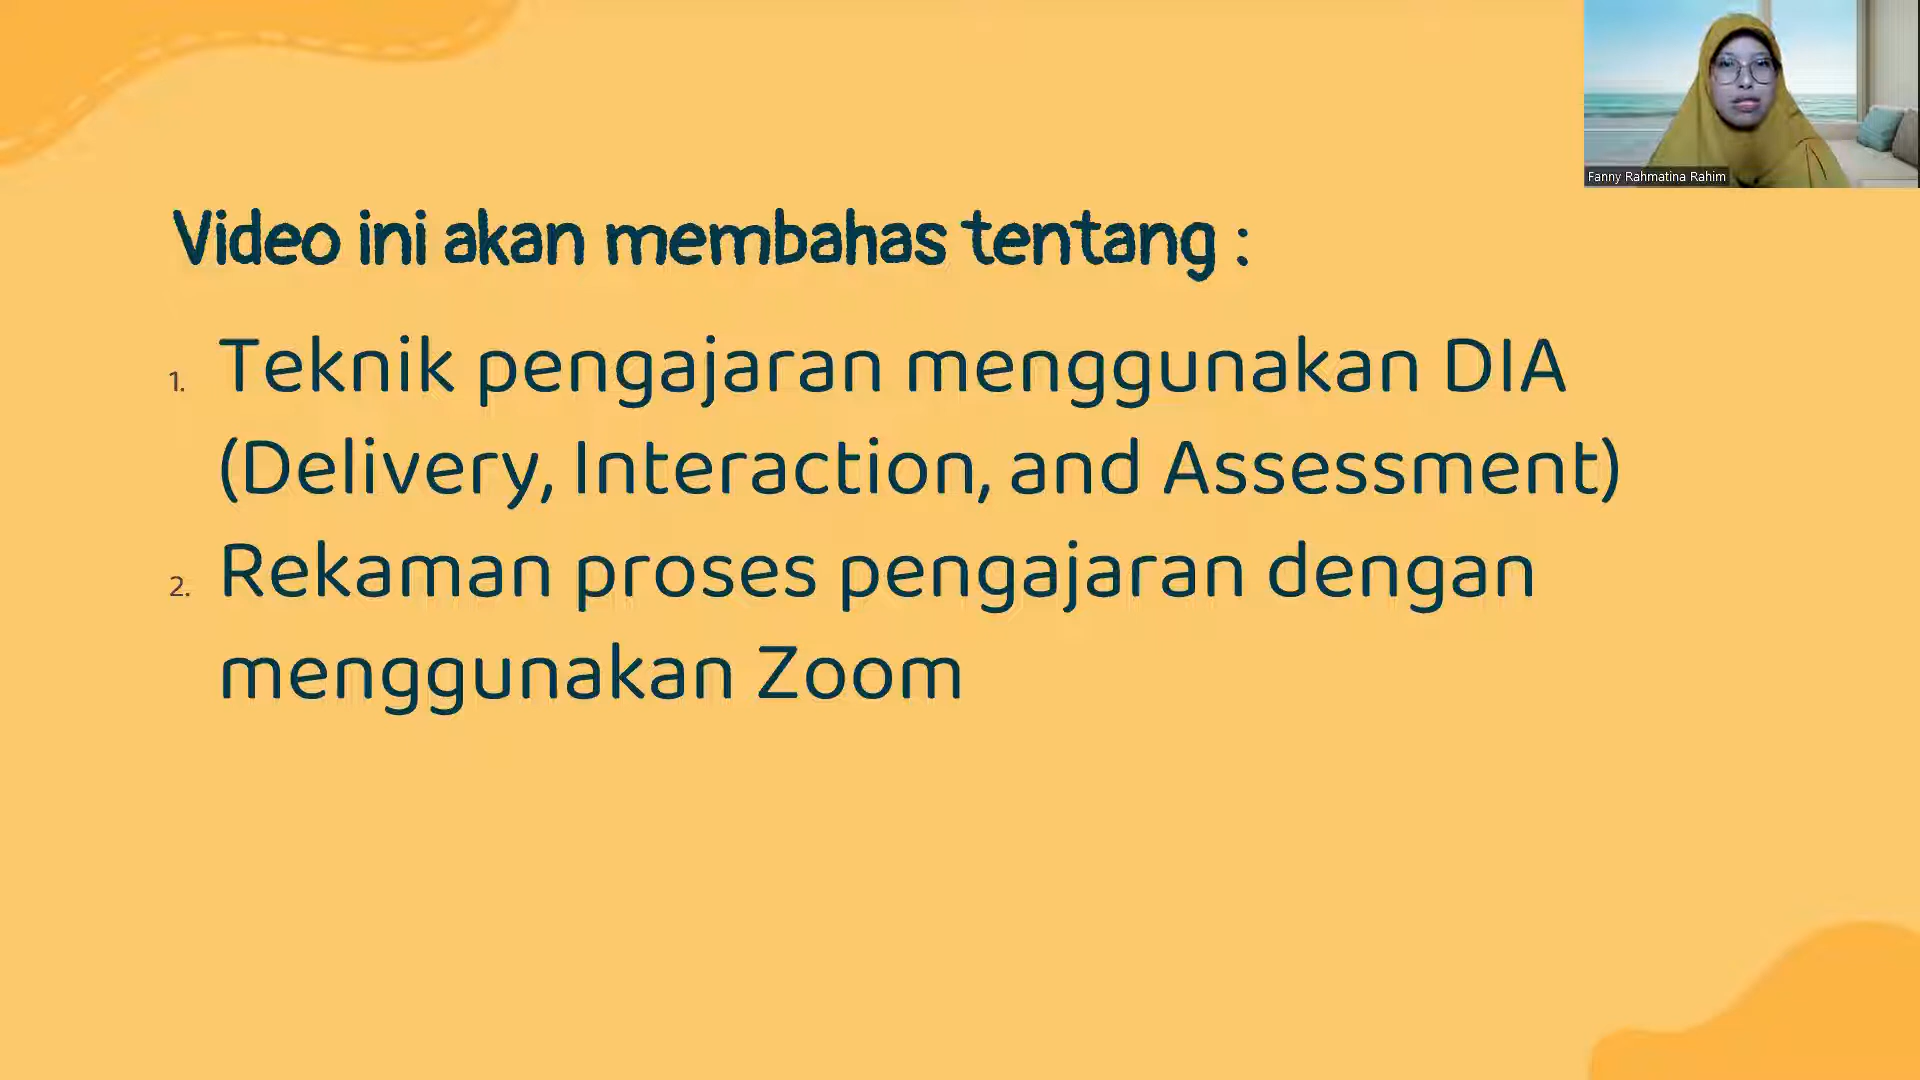 Fanny Rahmatina Rahim
Video ini akan membahas tentang :
1. Teknik pengajaran menggunakan DIA
(Delivery, Interaction, and Assessment)
2. Rekaman proses pengajaran dengan
menggunakan Zoom